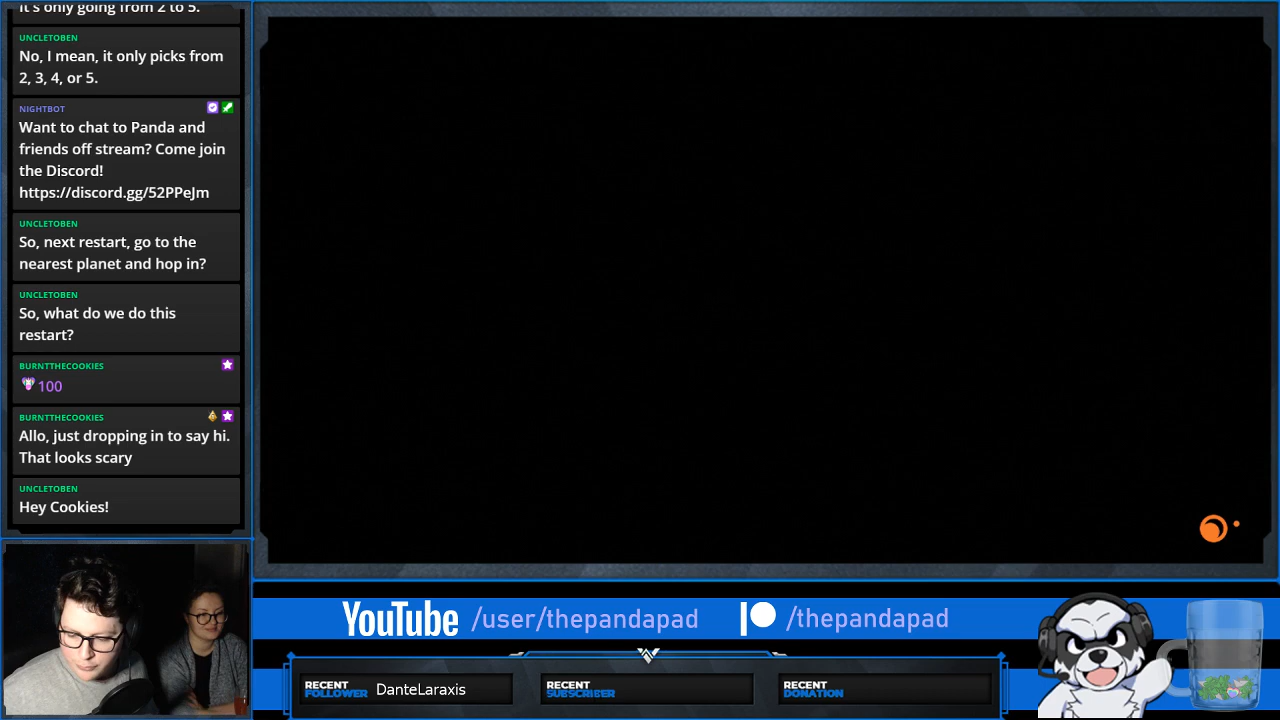 It's only going from 2 to 5.
UNCLETOBEN
No, I mean, it only picks from
2, 3, 4, or 5.
NIGHTBOT
Want to chat to Panda and
friends off stream? Come join
the Discord!
https://discord.gg/52PPeJm
UNCLETOBEN
So, next restart, go to the
nearest planet and hop in?
UNCLETOBEN
So, what do we do this
restart?
BURNTTHECOOKIES
100
BURNTTHECOOKIES
Allo, just dropping in to say hi.
That looks scary
UNCLETOBEN
Hey Cookies!
YouTube /user/thepandapad
/thepandapad
RECENT
FOLLOWER
DanteLaraxis
RECENT
SUBSCRIBER
RECENT
DONATION